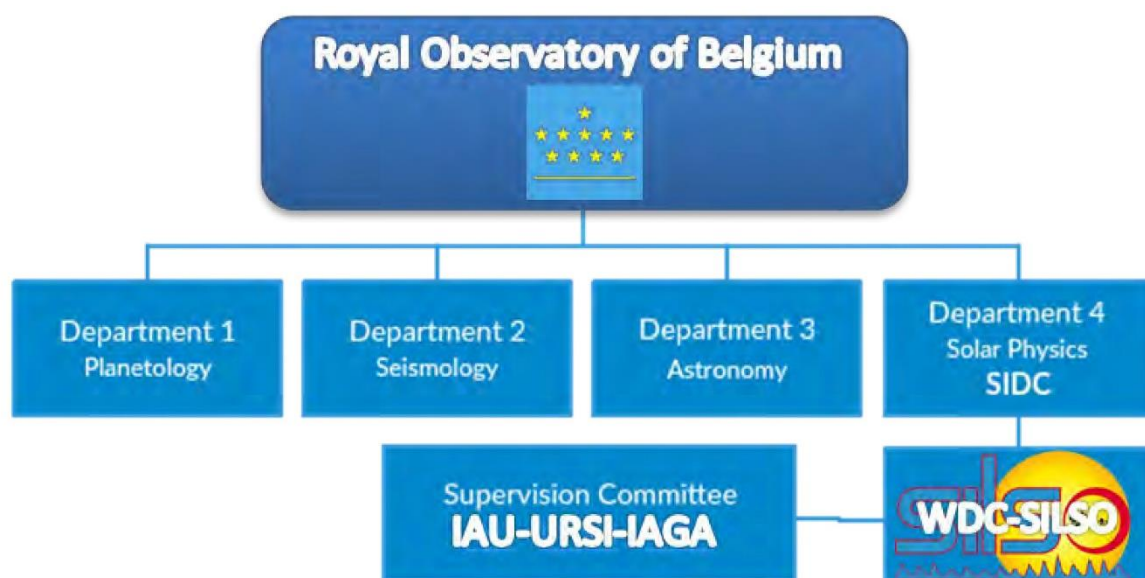 Royal Observatory of Belgium
Department 1
Planetology
Department 2
Seismology
Department 3
Astronomy
Department 4
Solar Physics
SIDC
Supervision Committee
IAU-URSI-IAGA
silso
WDC-SILSO